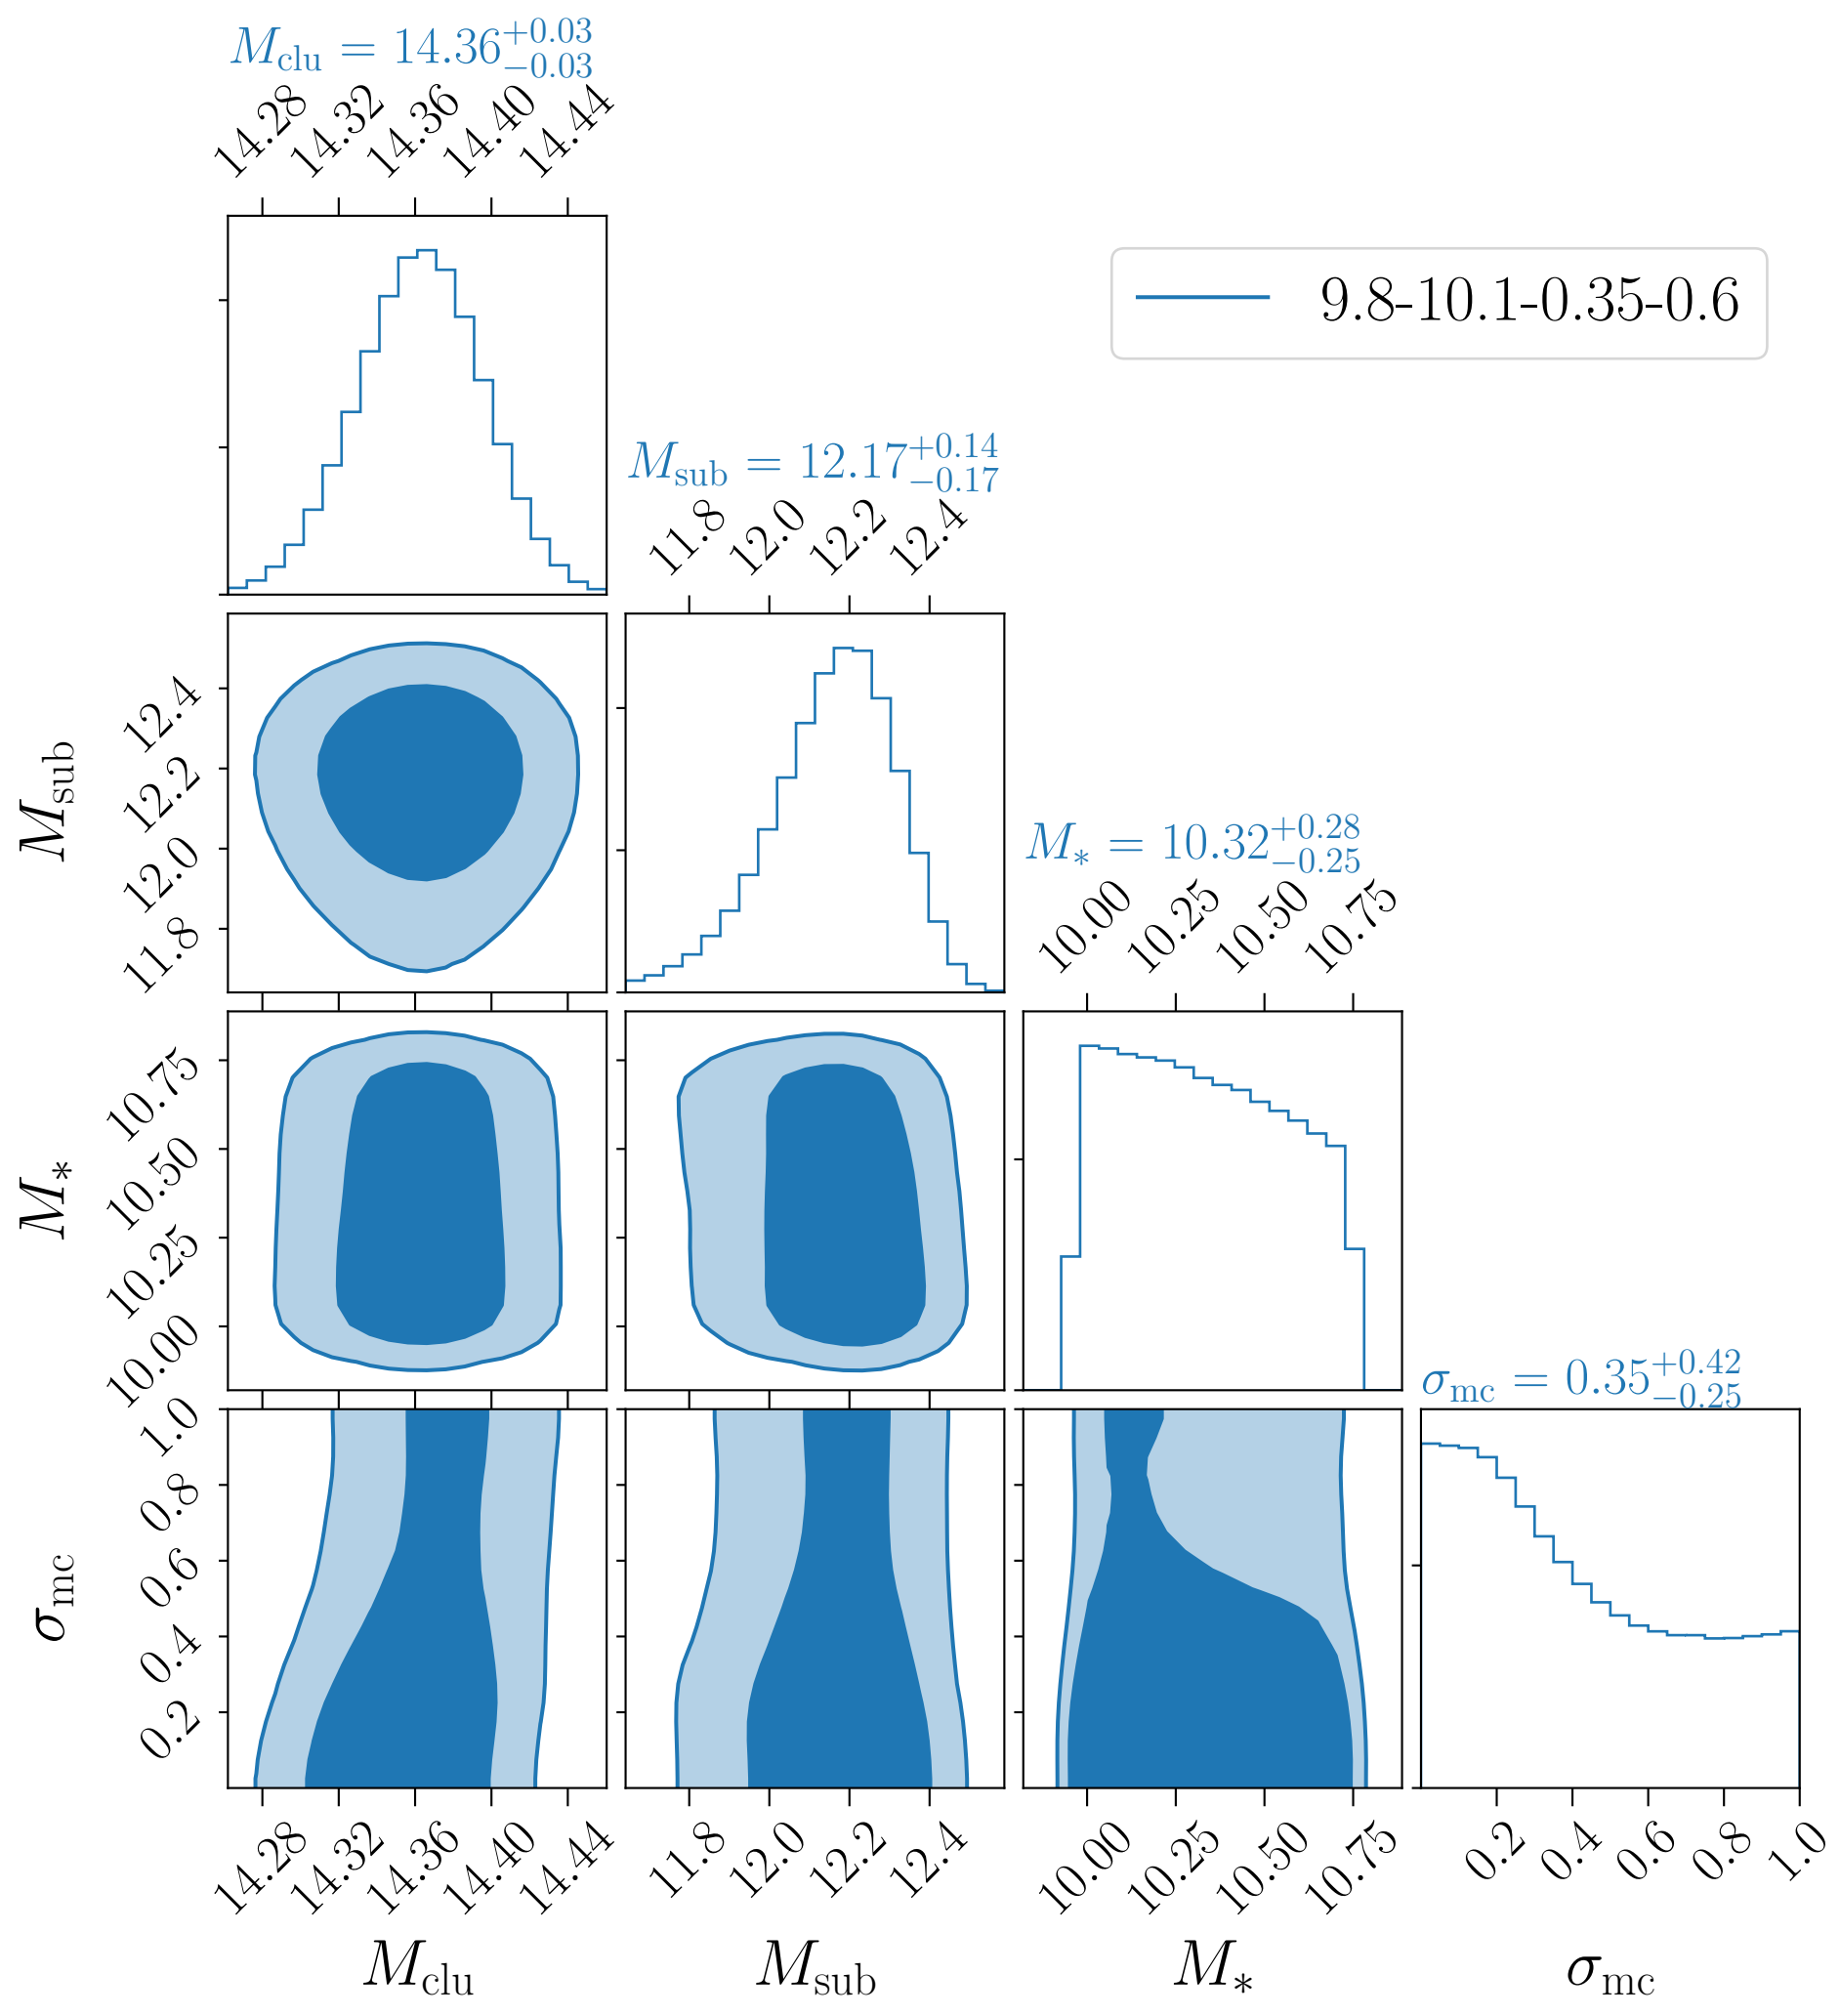 M_clu = 14.36^{+0.03}_{-0.03}
14.28 14.32 14.36 14.40 14.44
9.8-10.1-0.35-0.6
M_sub = 12.17^{+0.14}_{-0.17}
11.8 12.0 12.2 12.4
M_sub
12.4
12.2
12.0
11.8
M_* = 10.32^{+0.28}_{-0.25}
10.00 10.25 10.50 10.75
M_*
10.75
10.50
10.25
10.00
σ_mc = 0.35^{+0.42}_{-0.25}
σ_mc
1.0
0.8
0.6
0.4
0.2
14.28 14.32 14.36 14.40 14.44 11.8 12.0 12.2 12.4 10.00 10.25 10.50 10.75 0.2 0.4 0.6 0.8 1.0
M_clu M_sub M_* σ_mc